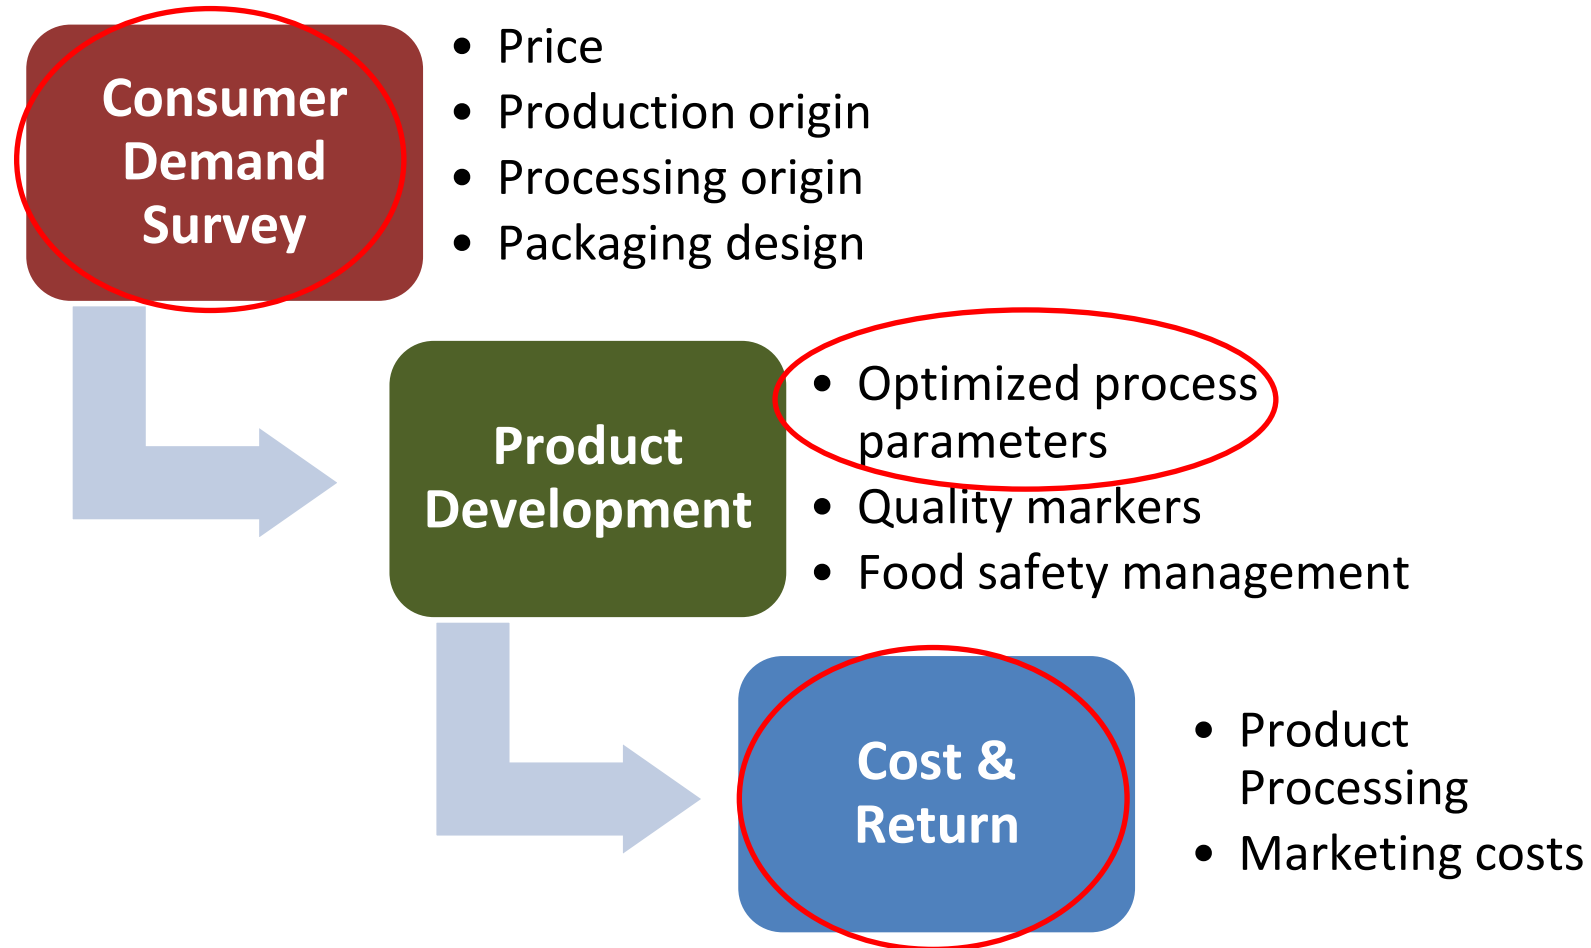 Consumer
Demand
Survey
• Price
• Production origin
• Processing origin
• Packaging design
Product
Development
• Optimized process
parameters
• Quality markers
• Food safety management
Cost &
Return
• Product
Processing
• Marketing costs